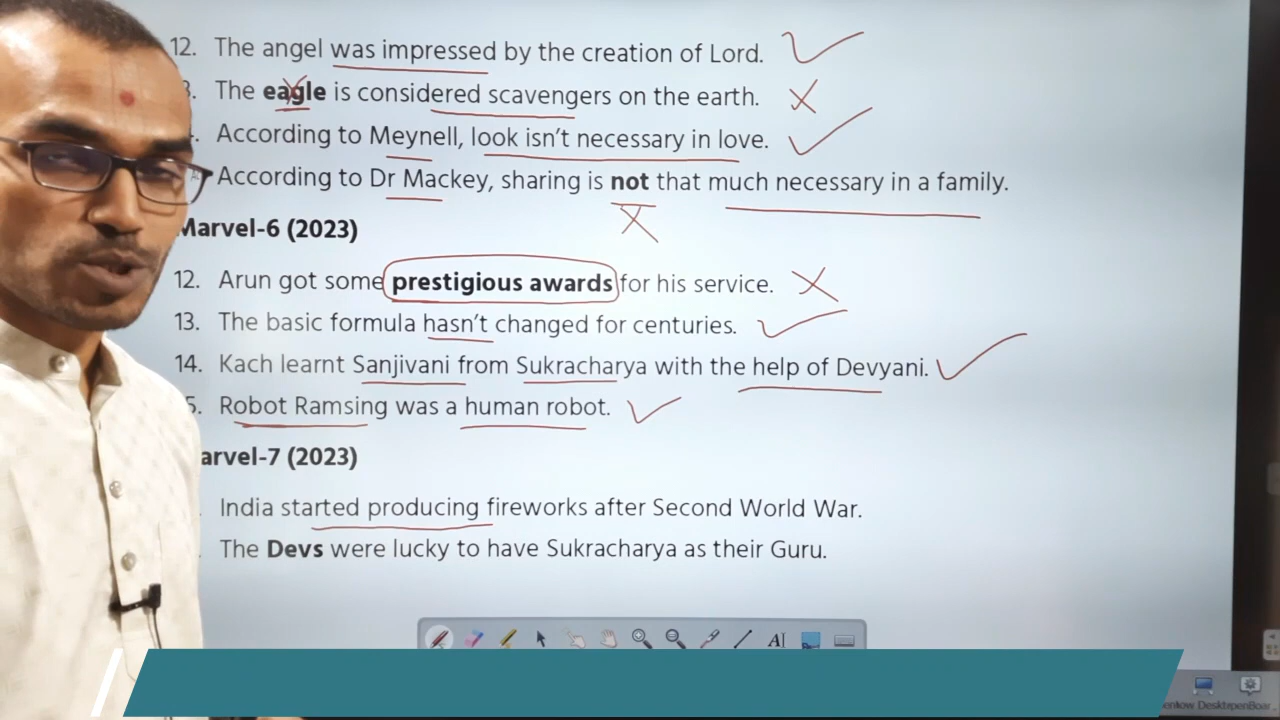 12. The angel was impressed by the creation of Lord.
3. The eagle is considered scavengers on the earth.
. According to Meynell, look isn't necessary in love.
According to Dr Mackey, sharing is not that much necessary in a family.
Marvel-6 (2023)
12. Arun got some prestigious awards for his service.
13. The basic formula hasn't changed for centuries.
14. Kach learnt Sanjivani from Sukracharya with the help of Devyani.
5. Robot Ramsing was a human robot.
arvel-7 (2023)
. India started producing fireworks after Second World War.
. The Devs were lucky to have Sukracharya as their Guru.
AI